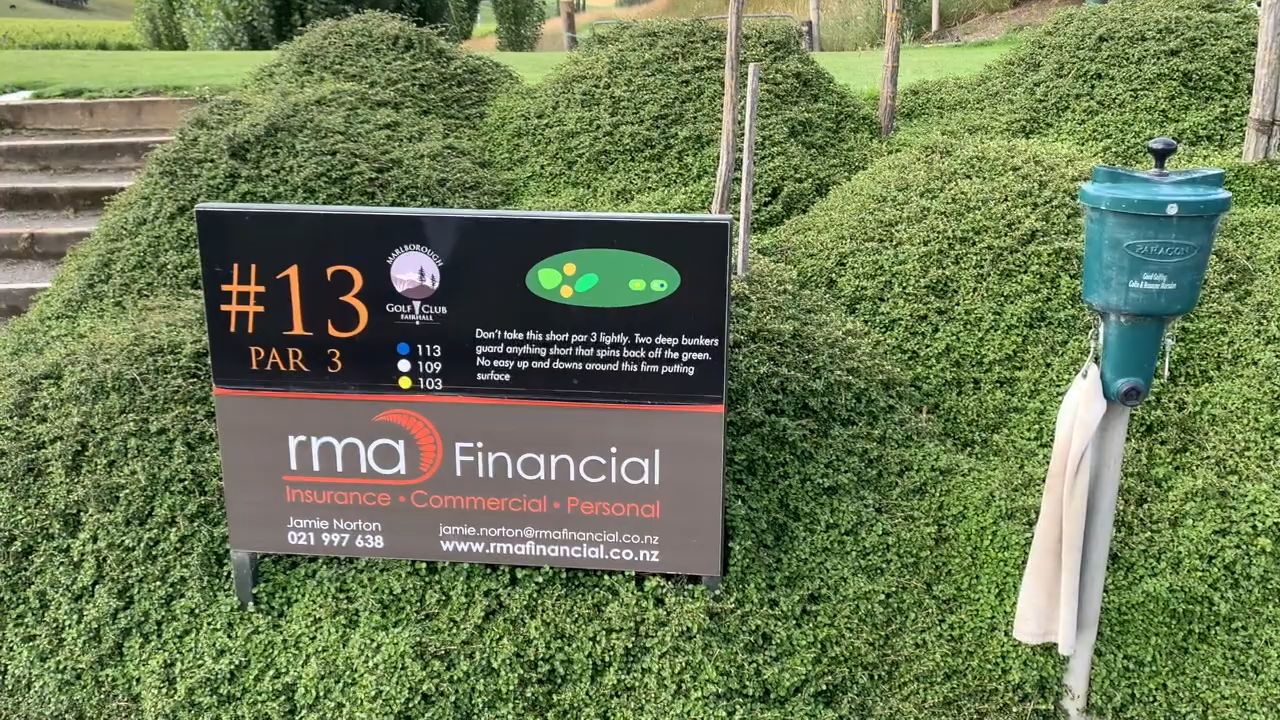 #13
PAR 3
MARLBOROUGH
GOLF CLUB
FAIRHALL
113
109
103
Don't take this short par 3 lightly. Two deep bunkers
guard anything short that spins back off the green.
No easy up and downs around this firm putting
surface
rma Financial
Insurance • Commercial • Personal
Jamie Norton
021 997 638
jamie.norton@rmafinancial.co.nz
www.rmafinancial.co.nz
PARAGON
Good Golfing